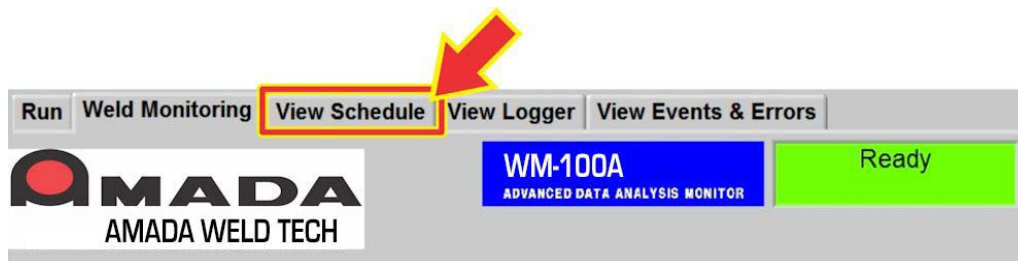 Run Weld Monitoring View Schedule View Logger View Events & Errors
AMADA
AMADA WELD TECH
WM-100A
ADVANCED DATA ANALYSIS MONITOR
Ready